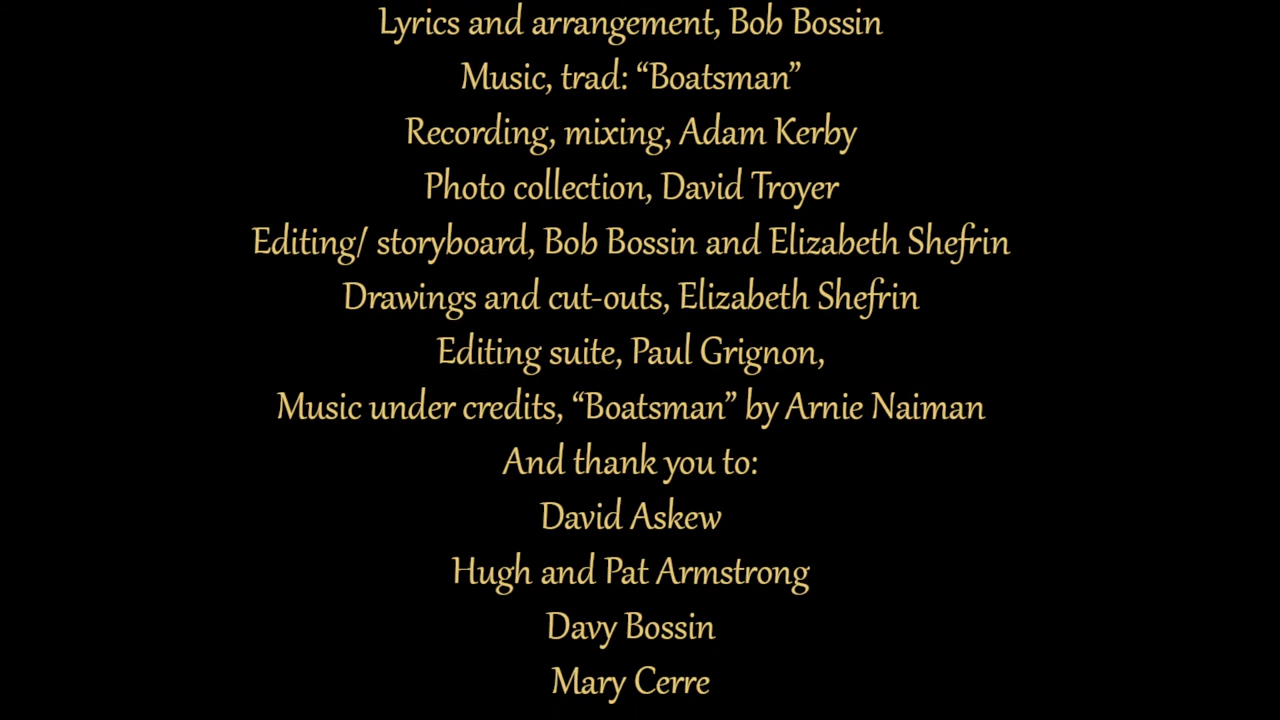 Lyrics and arrangement, Bob Bossin
Music, trad: “Boatsman”
Recording, mixing, Adam Kerby
Photo collection, David Troyer
Editing/ storyboard, Bob Bossin and Elizabeth Shefrin
Drawings and cut-outs, Elizabeth Shefrin
Editing suite, Paul Grignon,
Music under credits, “Boatsman” by Arnie Naiman
And thank you to:
David Askew
Hugh and Pat Armstrong
Davy Bossin
Mary Cerre